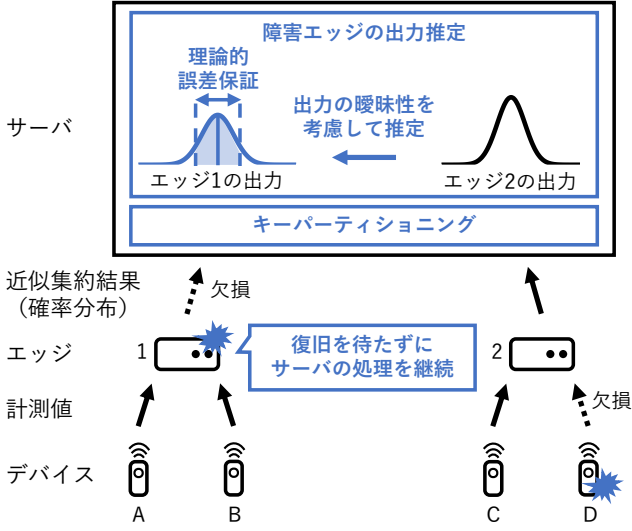 障害エッジの出力推定
理論的
誤差保証
出力の曖昧性を
考慮して推定
サーバ
エッジ1の出力
エッジ2の出力
キーパーティショニング
近似集約結果
（確率分布）
欠損
エッジ
1
復旧を待たずに
サーバの処理を継続
2
計測値
欠損
デバイス
A
B
C
D